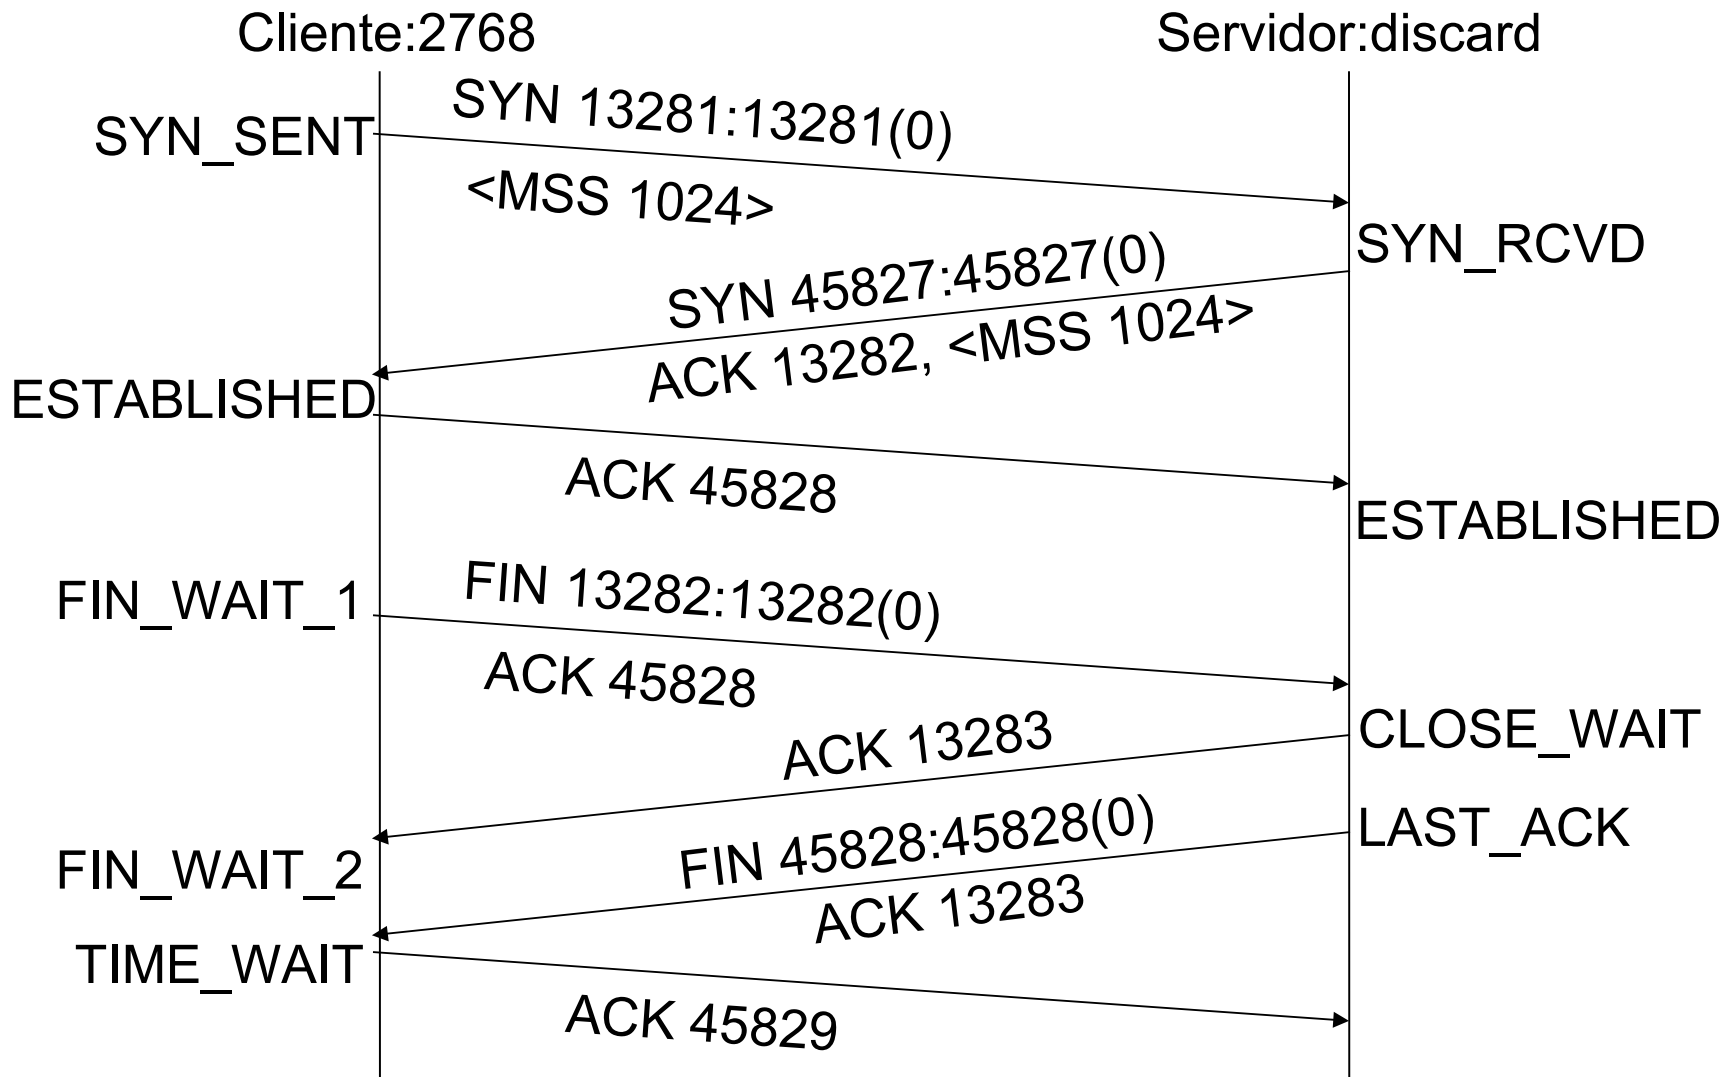 Cliente:2768
Servidor:discard
SYN_SENT
SYN 13281:13281(0)
<MSS 1024>
SYN_RCVD
SYN 45827:45827(0)
ACK 13282, <MSS 1024>
ESTABLISHED
ACK 45828
ESTABLISHED
FIN_WAIT_1
FIN 13282:13282(0)
ACK 45828
CLOSE_WAIT
ACK 13283
LAST_ACK
FIN_WAIT_2
FIN 45828:45828(0)
ACK 13283
TIME_WAIT
ACK 45829